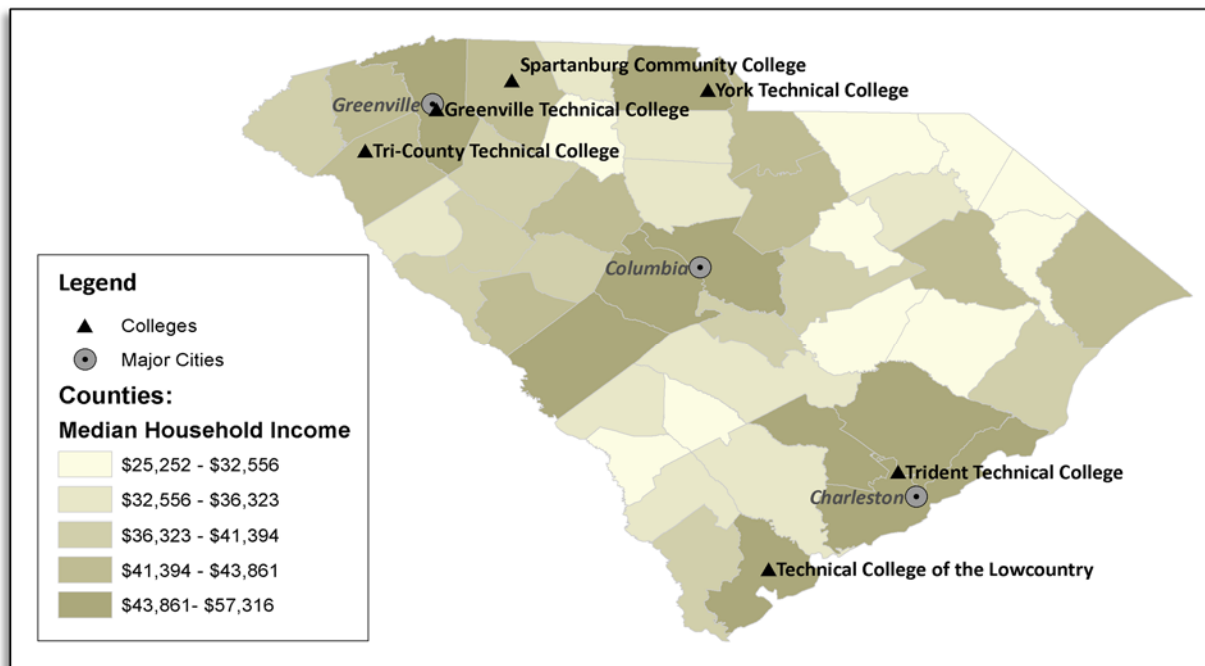 Spartanburg Community College
York Technical College
Greenville
Greenville Technical College
Tri-County Technical College
Columbia
Legend
Colleges
Major Cities
Counties:
Median Household Income
$25,252 - $32,556
$32,556 - $36,323
$36,323 - $41,394
$41,394 - $43,861
$43,861- $57,316
Trident Technical College
Charleston
Technical College of the Lowcountry